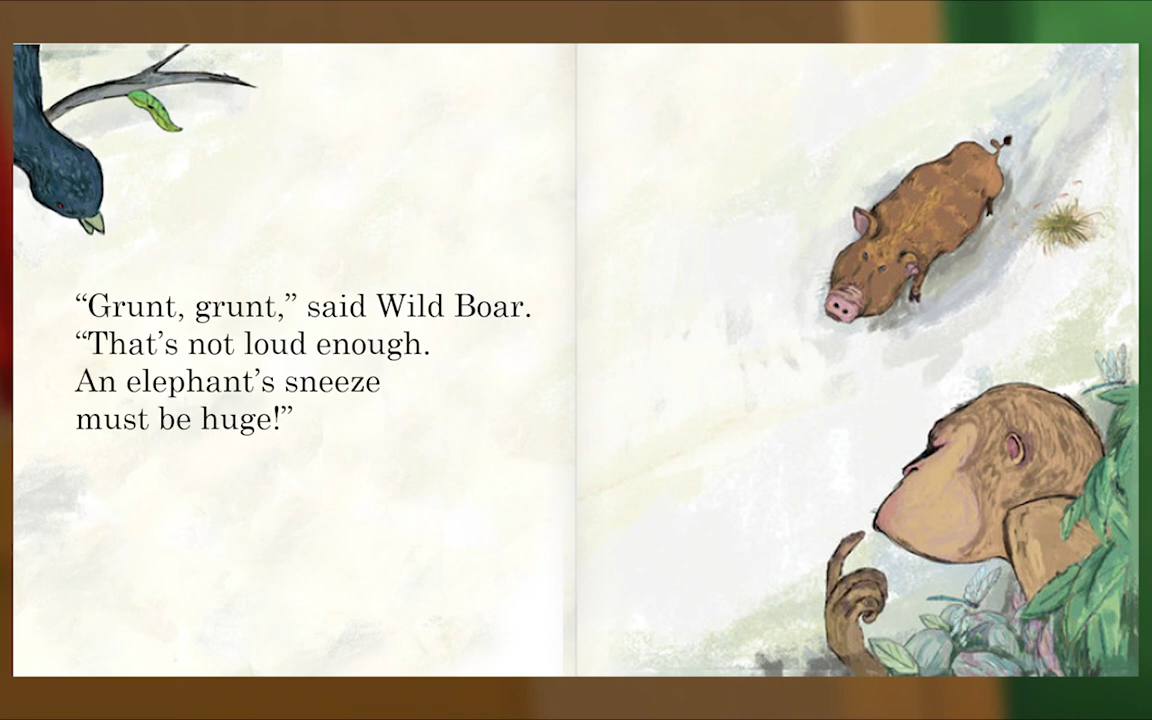 “Grunt, grunt,” said Wild Boar.
“That’s not loud enough.
An elephant’s sneeze
must be huge!”